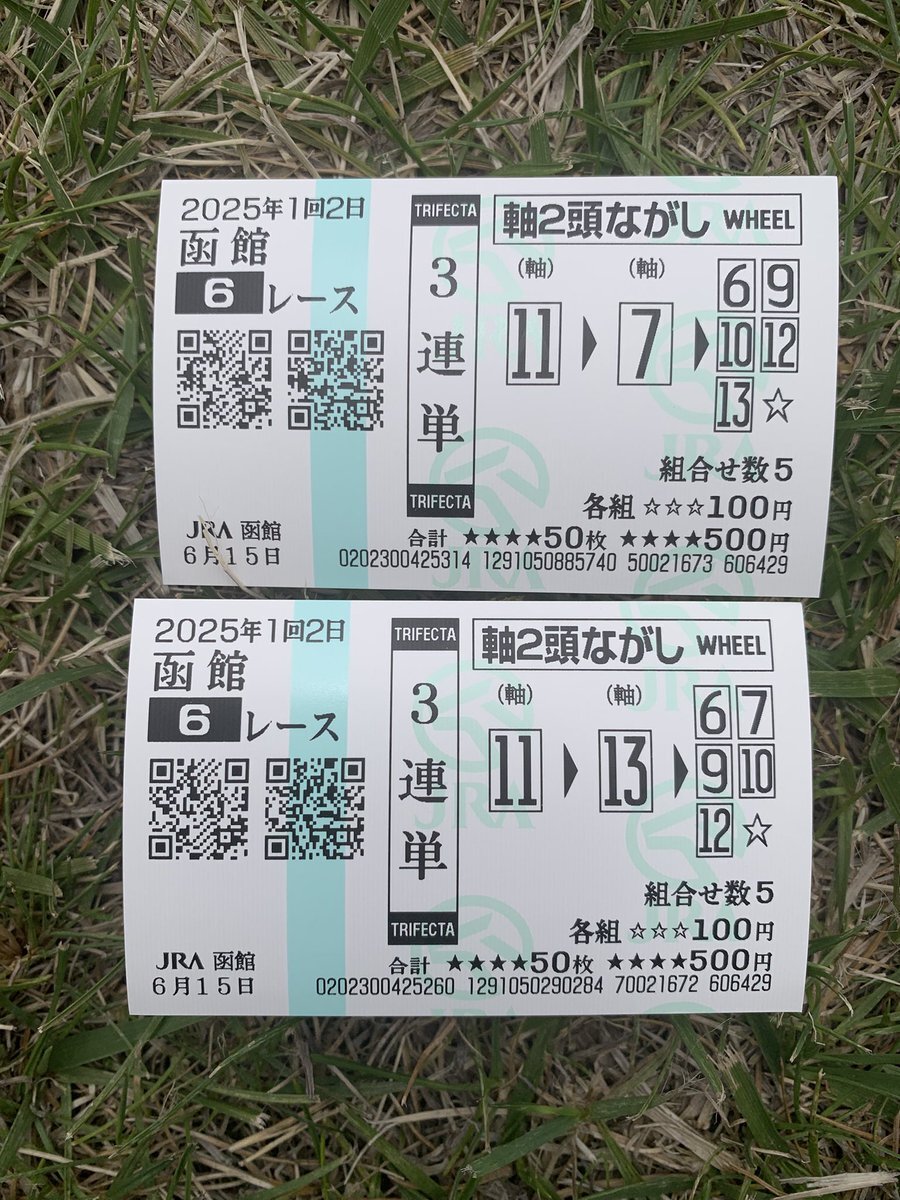 2025年1回2日
函館
6レース
JRA 函館
6月15日
TRIFECTA
3連単
TRIFECTA
軸2頭ながし WHEEL
(軸) (軸)
11 ▶ 7 ▶ 6 9
10 12
13 ☆
組合せ数5
各組 ☆☆☆100円
合計 ★★★★50枚 ★★★★500円
0202300425314 1291050885740 50021673 606429
2025年1回2日
函館
6レース
JRA 函館
6月15日
TRIFECTA
3連単
TRIFECTA
軸2頭ながし WHEEL
(軸) (軸)
11 ▶ 13 ▶ 6 7
9 10
12 ☆
組合せ数5
各組 ☆☆☆100円
合計 ★★★★50枚 ★★★★500円
0202300425260 1291050290284 70021672 606429